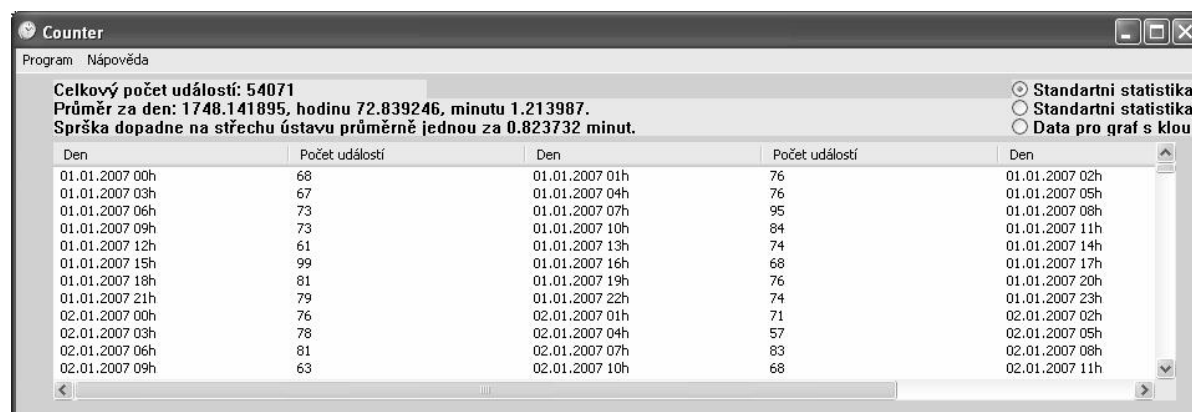 Counter
Program Nápověda
Celkový počet událostí: 54071
Průměr za den: 1748.141895, hodinu 72.839246, minutu 1.213987.
Sprška dopadne na střechu ústavu průměrně jednou za 0.823732 minut.
Standartni statistika
Standartni statistika
Data pro graf s klou
Den Počet událostí Den Počet událostí Den
01.01.2007 00h 68 01.01.2007 01h 76 01.01.2007 02h
01.01.2007 03h 67 01.01.2007 04h 76 01.01.2007 05h
01.01.2007 06h 73 01.01.2007 07h 95 01.01.2007 08h
01.01.2007 09h 73 01.01.2007 10h 84 01.01.2007 11h
01.01.2007 12h 61 01.01.2007 13h 74 01.01.2007 14h
01.01.2007 15h 99 01.01.2007 16h 68 01.01.2007 17h
01.01.2007 18h 81 01.01.2007 19h 76 01.01.2007 20h
01.01.2007 21h 79 01.01.2007 22h 74 01.01.2007 23h
02.01.2007 00h 76 02.01.2007 01h 71 02.01.2007 02h
02.01.2007 03h 78 02.01.2007 04h 57 02.01.2007 05h
02.01.2007 06h 81 02.01.2007 07h 83 02.01.2007 08h
02.01.2007 09h 63 02.01.2007 10h 68 02.01.2007 11h